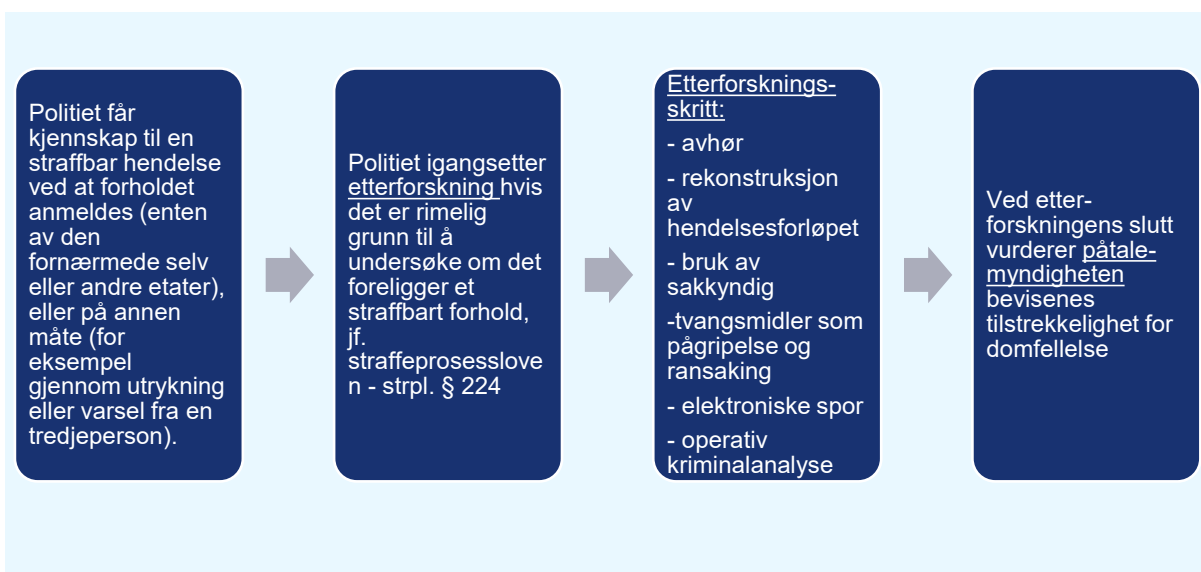 Politiet får
kjennskap til en
straffbar hendelse
ved at forholdet
anmeldes (enten
av den
fornærmede selv
eller andre etater),
eller på annen
måte (for
eksempel
gjennom utrykning
eller varsel fra en
tredjeperson).
Politiet igangsetter
etterforskning hvis
det er rimelig
grunn til å
undersøke om det
foreligger et
straffbart forhold,
jf.
straffeprosesslove
n - strpl. § 224
Etterforsknings-
skritt:
- avhør
- rekonstruksjon
av
hendelsesforløpet
- bruk av
sakkyndig
-tvangsmidler som
pågripelse og
ransaking
- elektroniske spor
- operativ
kriminalanalyse
Ved etter-
forskningens slutt
vurderer påtale-
myndigheten
bevisenes
tilstrekkelighet for
domfellelse